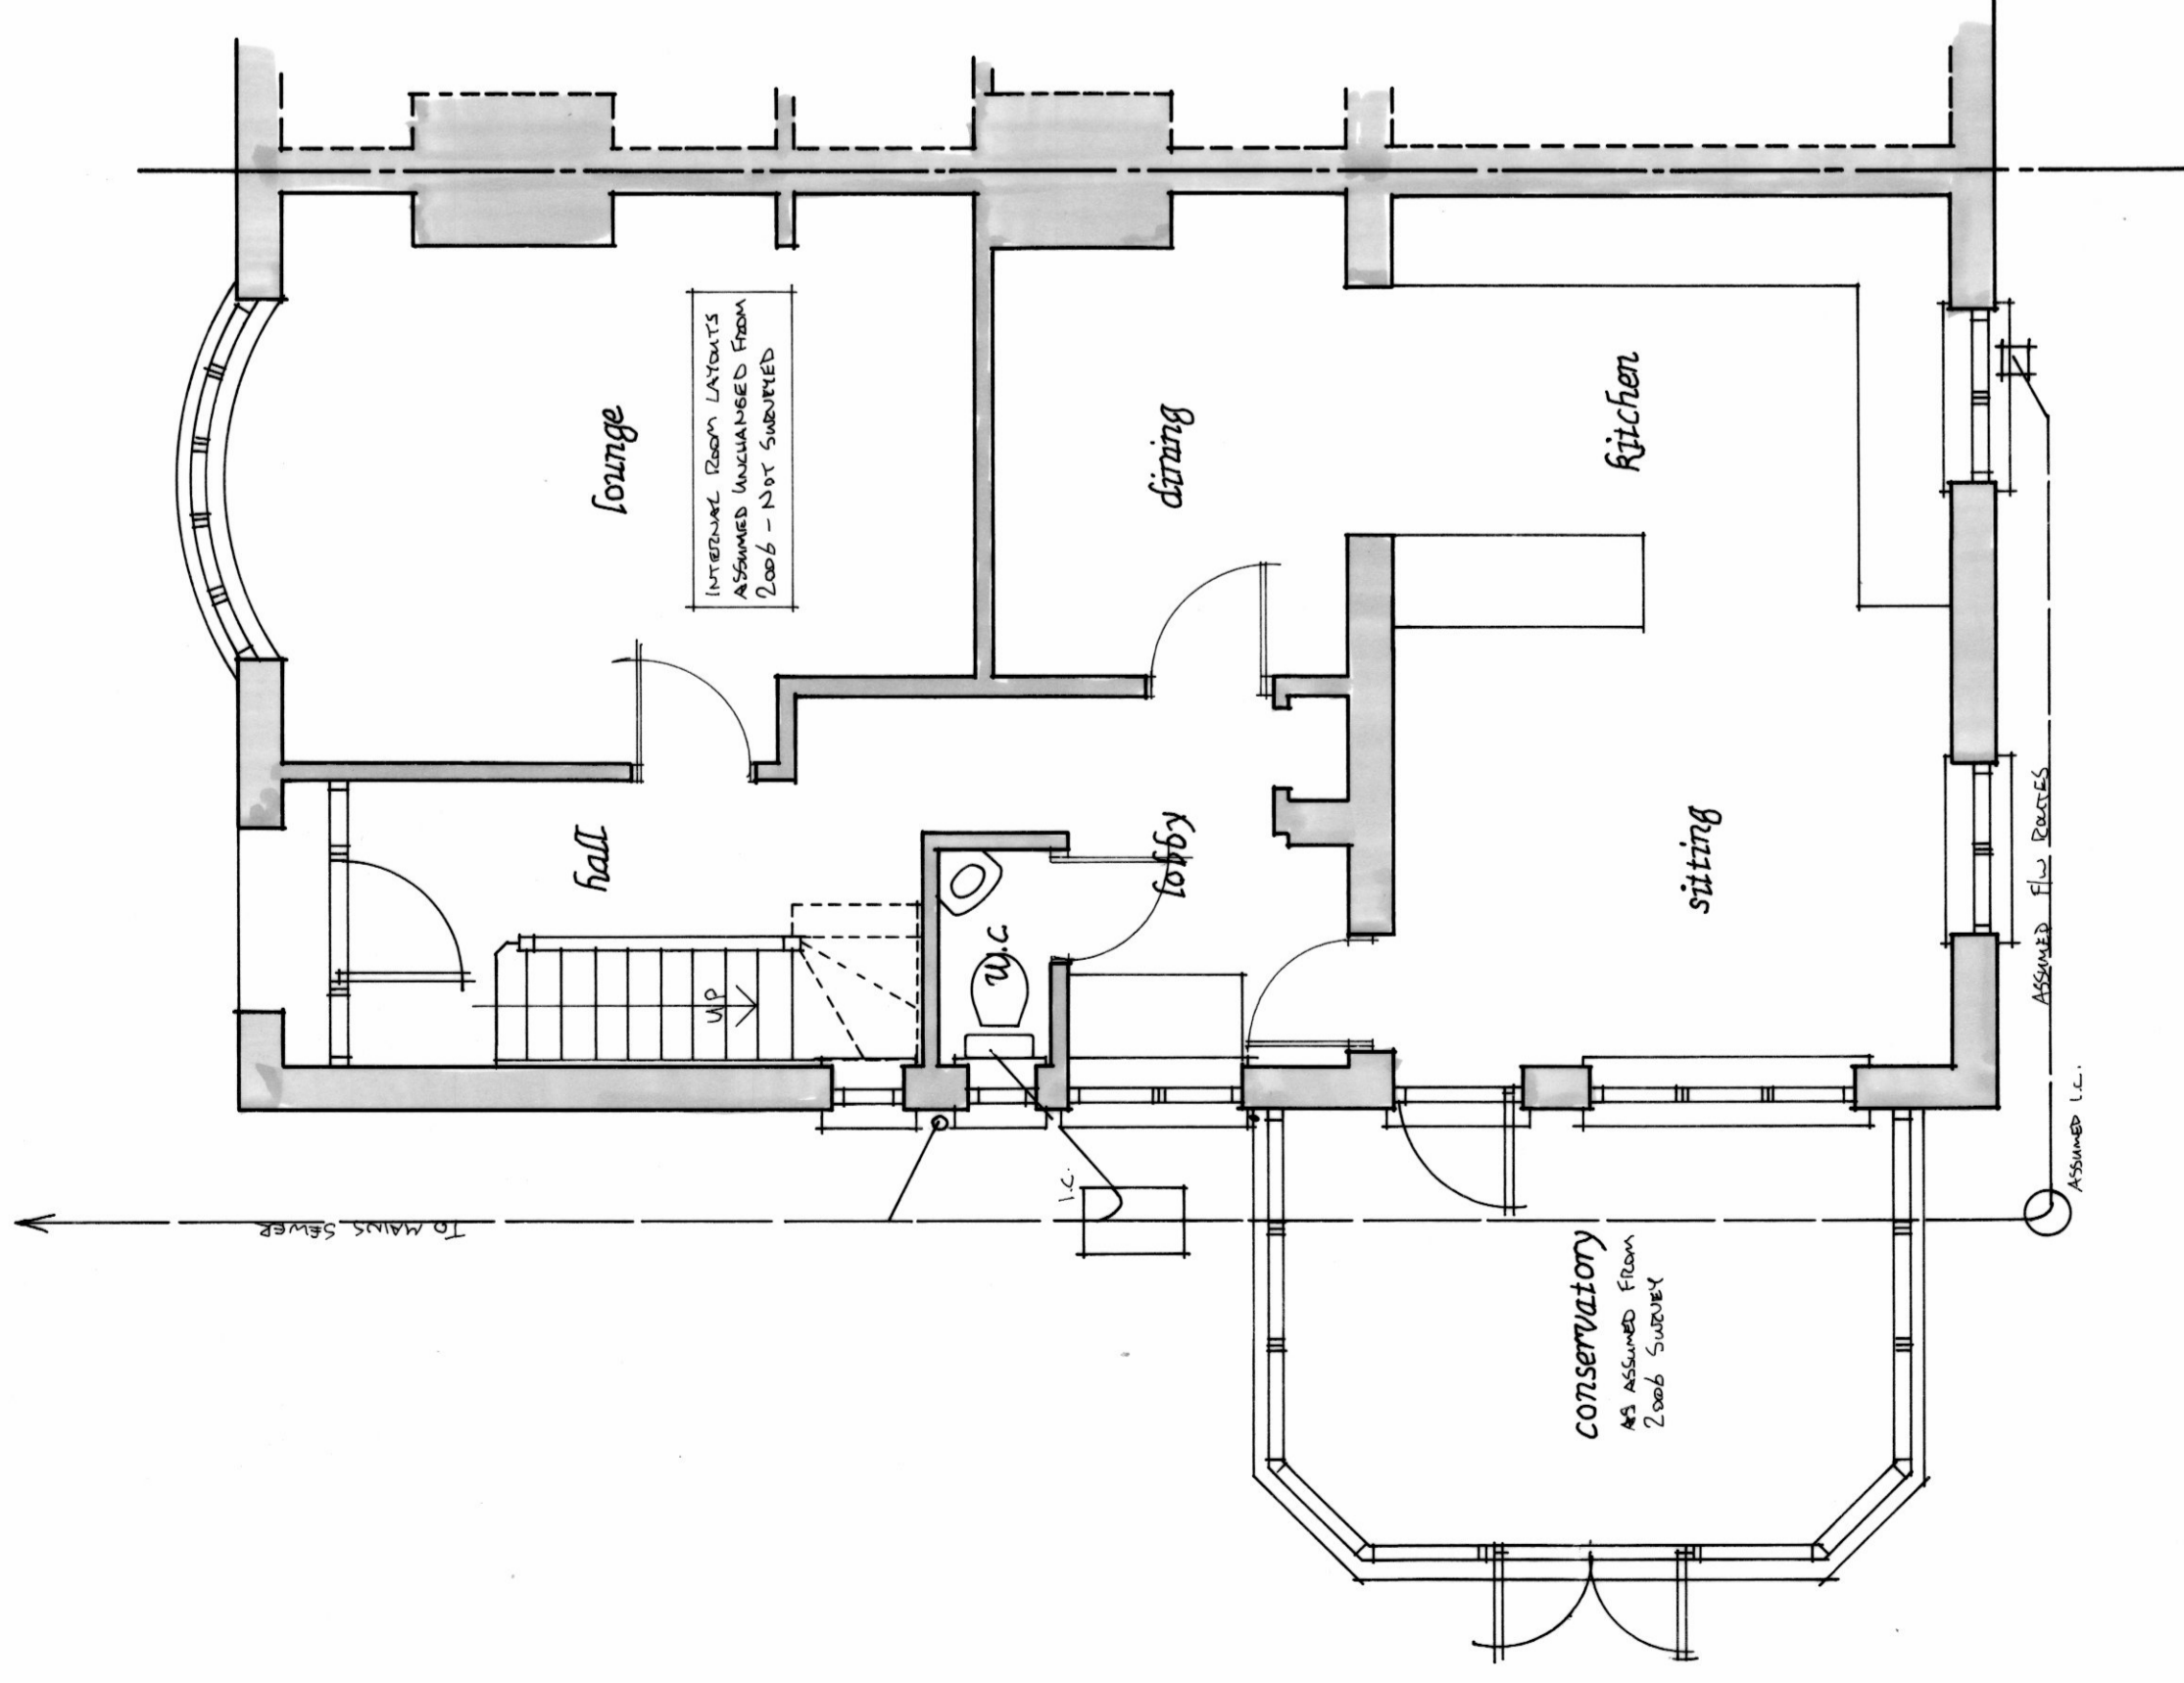 lounge
INTERNAL ROOM LAYOUTS
ASSUMED UNCHANGED FROM
2006 - NOT SURVEYED
dining
kitchen
hall
UP
W.C.
lobby
sitting
ASSUMED F/W ROUTES
ASSUMED I.C.
I.C.
TO MAINS SEWER
conservatory
AS ASSUMED FROM
2006 SURVEY